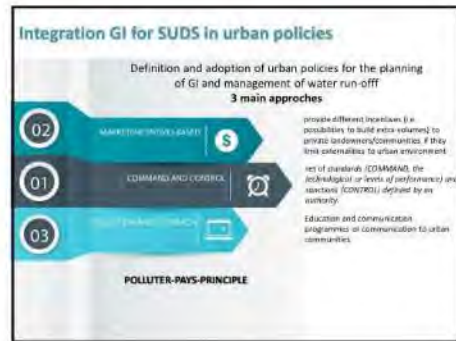 Integration GI for SUDS in urban policies
Definition and adoption of urban policies for the planning
of GI and management of water run-offf
3 main approches
02
MARKET/INCENTIVES-BASED
$
provide different incentives (i.e.
possibilities to build extra-volumes) to
private landowners/communities, if they
limit externalities to urban environment
01
COMMAND AND CONTROL
set of standards (COMMAND, the
technological or levels of performance) and
sanctions (CONTROL) defined by an
authority.
03
Education and communication
programmes or communication to urban
communities
POLLUTER-PAYS-PRINCIPLE